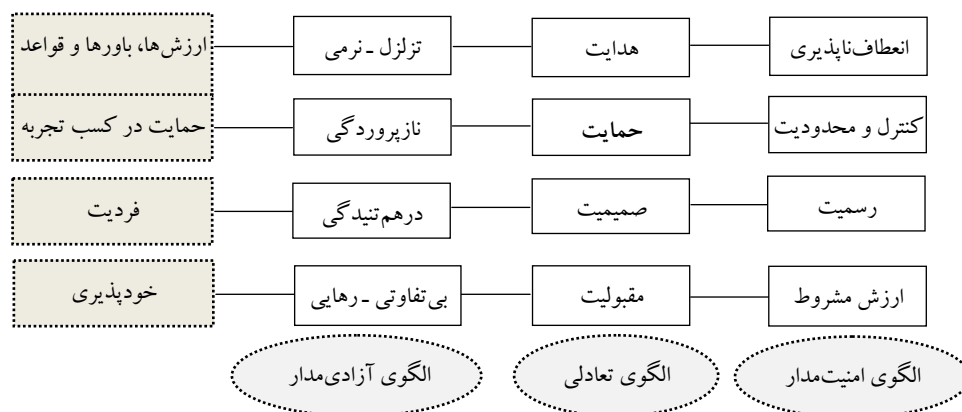 انعطاف‌ناپذیری
هدایت
تزلزل ـ نرمی
ارزش‌ها، باورها و قواعد
کنترل و محدودیت
حمایت
نازپروردگی
حمایت در کسب تجربه
رسمیت
صمیمیت
درهم‌تنیدگی
فردیت
ارزش مشروط
مقبولیت
بی‌تفاوتی ـ رهایی
خودپذیری
الگوی امنیت‌مدار
الگوی تعادلی
الگوی آزادی‌مدار